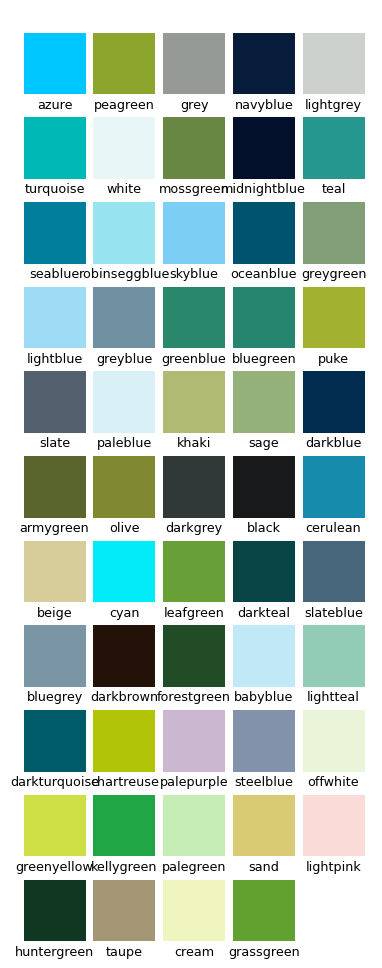 azure peagreen grey navyblue lightgrey
turquoise white mossgreen midnightblue teal
seablue robinseggblue skyblue oceanblue greygreen
lightblue greyblue greenblue bluegreen puke
slate paleblue khaki sage darkblue
armygreen olive darkgrey black cerulean
beige cyan leafgreen darkteal slateblue
bluegrey darkbrown forestgreen babyblue lightteal
darkturquoise chartreuse palepurple steelblue offwhite
greenyellow kellygreen palegreen sand lightpink
huntergreen taupe cream grassgreen